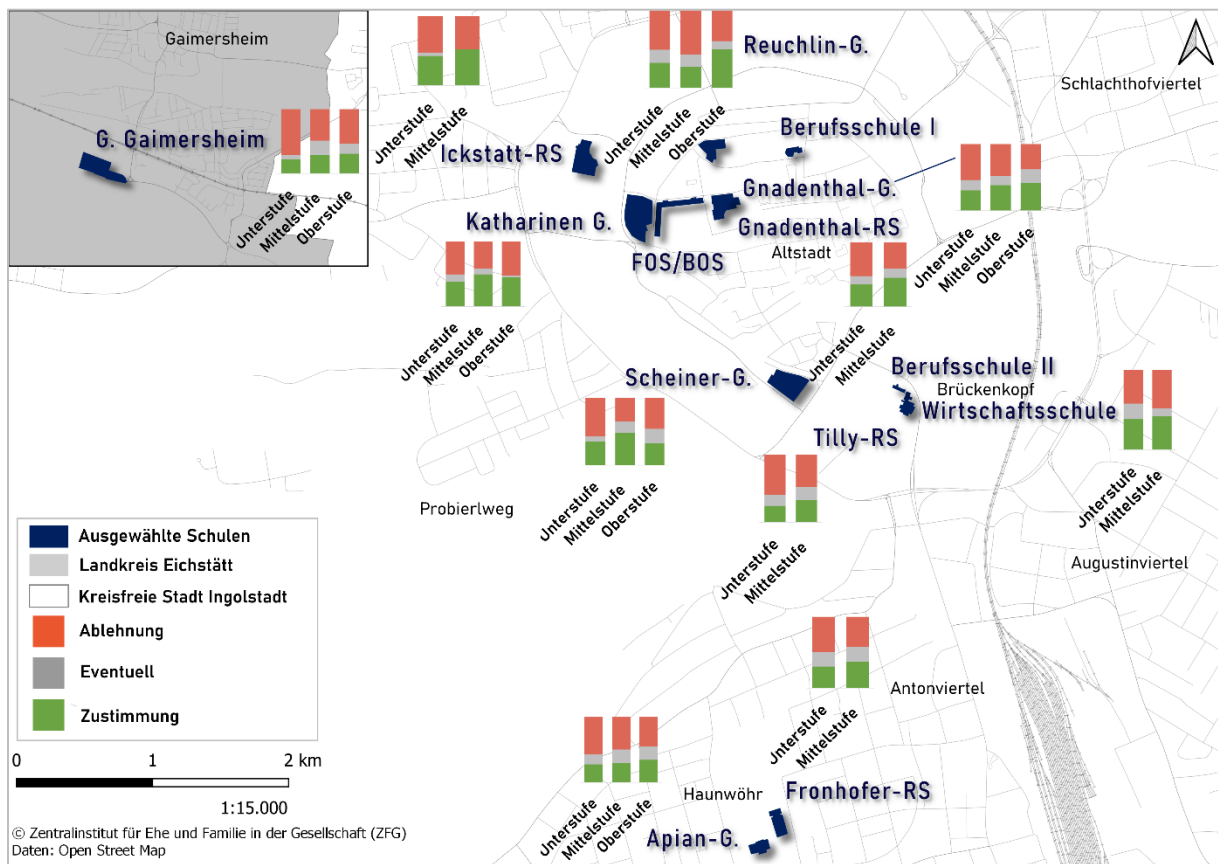 Gaimersheim
G. Gaimersheim
Unterstufe
Mittelstufe
Oberstufe
Unterstufe
Mittelstufe
Ickstatt-RS
Reuchlin-G.
Unterstufe
Mittelstufe
Oberstufe
Berufsschule I
Schlachthofviertel
Gnadenthal-G.
Katharinen G.
Gnadenthal-RS
FOS/BOS
Altstadt
Unterstufe
Mittelstufe
Oberstufe
Unterstufe
Mittelstufe
Oberstufe
Unterstufe
Mittelstufe
Scheiner-G.
Berufsschule II
Brückenkopf
Wirtschaftsschule
Tilly-RS
Unterstufe
Mittelstufe
Oberstufe
Unterstufe
Mittelstufe
Unterstufe
Mittelstufe
Probierlweg
Augustinviertel
Ausgewählte Schulen
Landkreis Eichstätt
Kreisfreie Stadt Ingolstadt
Ablehnung
Eventuell
Zustimmung
Antonviertel
Unterstufe
Mittelstufe
Unterstufe
Mittelstufe
Oberstufe
Haunwöhr
Fronhofer-RS
Apian-G.
0 1 2 km
1:15.000
© Zentralinstitut für Ehe und Familie in der Gesellschaft (ZFG)
Daten: Open Street Map